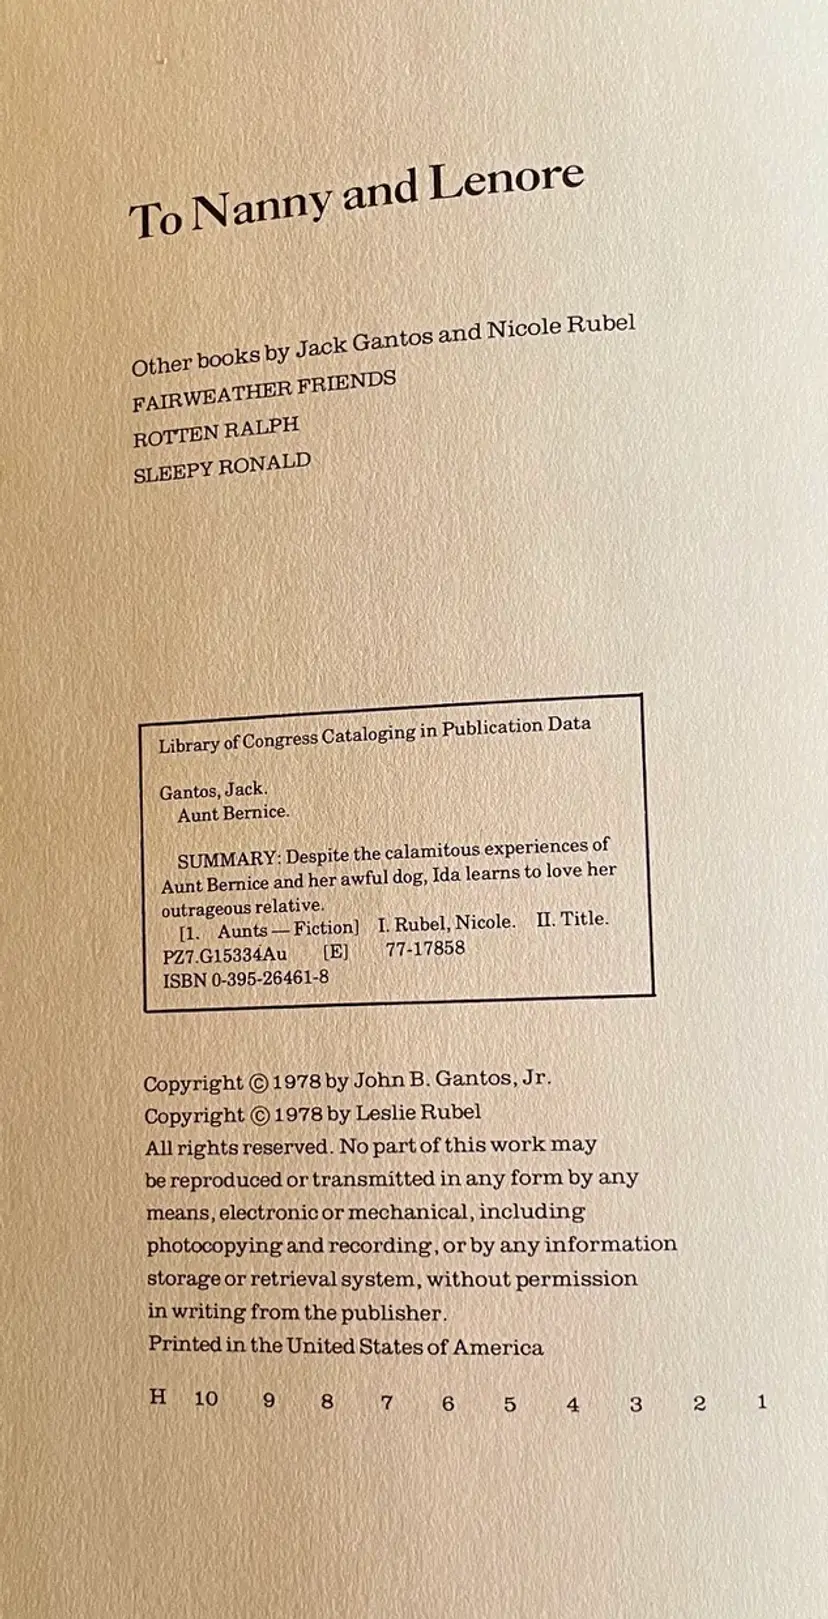 To Nanny and Lenore
Other books by Jack Gantos and Nicole Rubel
FAIRWEATHER FRIENDS
ROTTEN RALPH
SLEEPY RONALD
Library of Congress Cataloging in Publication Data
Gantos, Jack.
Aunt Bernice.
SUMMARY: Despite the calamitous experiences of
Aunt Bernice and her awful dog, Ida learns to love her
outrageous relative.
[1. Aunts — Fiction] I. Rubel, Nicole. II. Title.
PZ7.G15334Au [E] 77-17858
ISBN 0-395-26461-8
Copyright © 1978 by John B. Gantos, Jr.
Copyright © 1978 by Leslie Rubel
All rights reserved. No part of this work may
be reproduced or transmitted in any form by any
means, electronic or mechanical, including
photocopying and recording, or by any information
storage or retrieval system, without permission
in writing from the publisher.
Printed in the United States of America
H 10 9 8 7 6 5 4 3 2 1